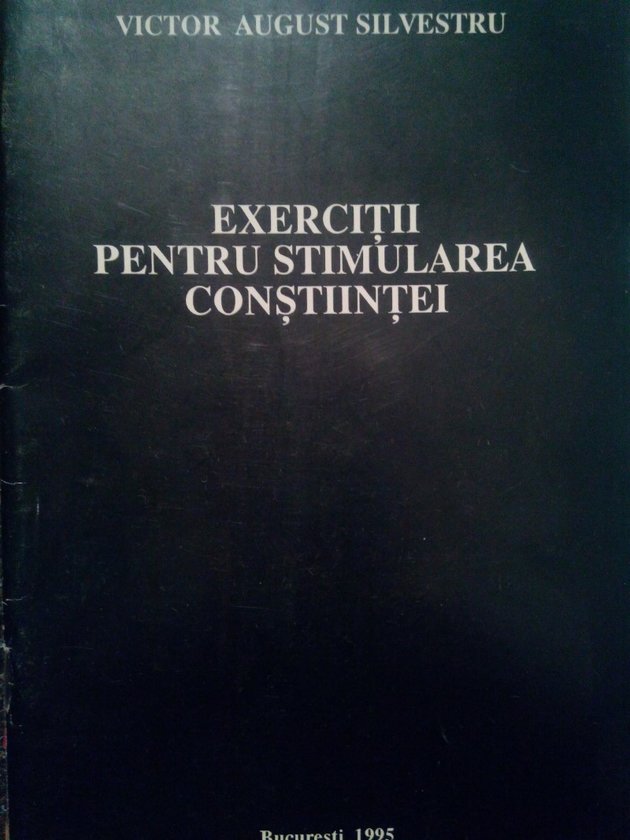 VICTOR AUGUST SILVESTRU
EXERCIȚII
PENTRU STIMULAREA
CONȘTIINȚEI
București 1995